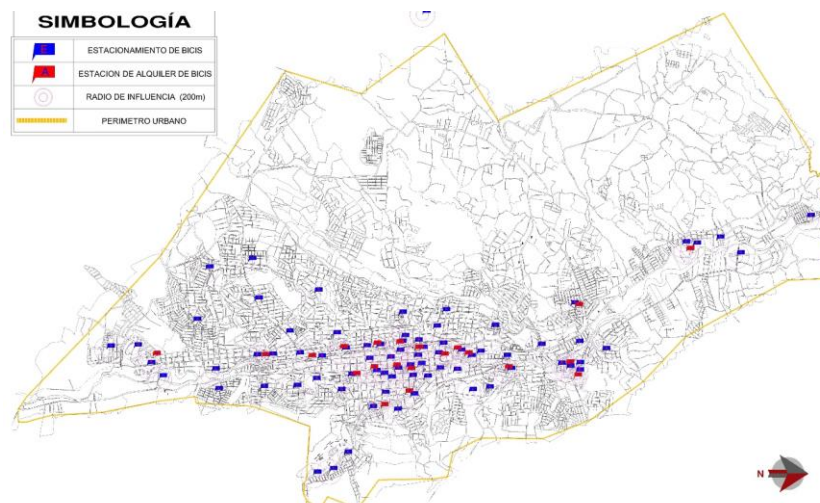 SIMBOLOGÍA
E ESTACIONAMIENTO DE BICIS
A ESTACION DE ALQUILER DE BICIS
RADIO DE INFLUENCIA (200m)
PERIMETRO URBANO
N